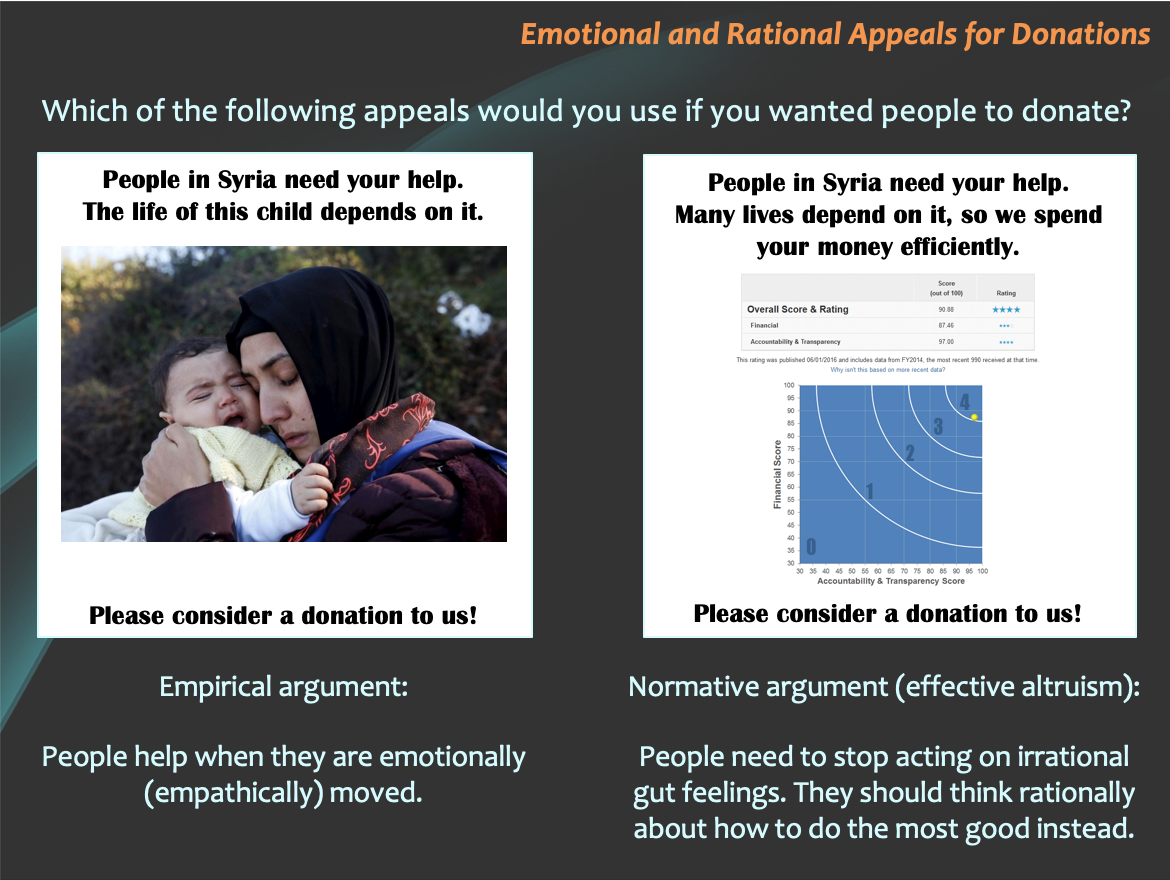 Emotional and Rational Appeals for Donations
Which of the following appeals would you use if you wanted people to donate?
People in Syria need your help.
The life of this child depends on it.
Please consider a donation to us!
Empirical argument:
People help when they are emotionally
(empathically) moved.
People in Syria need your help.
Many lives depend on it, so we spend
your money efficiently.
Score
(out of 100) Rating
Overall Score & Rating 90.88 ★★★★
Financial 87.46 ★★★
Accountability & Transparency 97.00 ★★★★
This rating was published 06/01/2016 and includes data from FY2014, the most recent 990 received at that time.
Why isn't this based on more recent data?
100
95
90
85
80
75
70
65
60
55
50
45
40
35
30
Financial Score
4
3
2
1
0
30 35 40 45 50 55 60 65 70 75 80 85 90 95 100
Accountability & Transparency Score
Please consider a donation to us!
Normative argument (effective altruism):
People need to stop acting on irrational
gut feelings. They should think rationally
about how to do the most good instead.